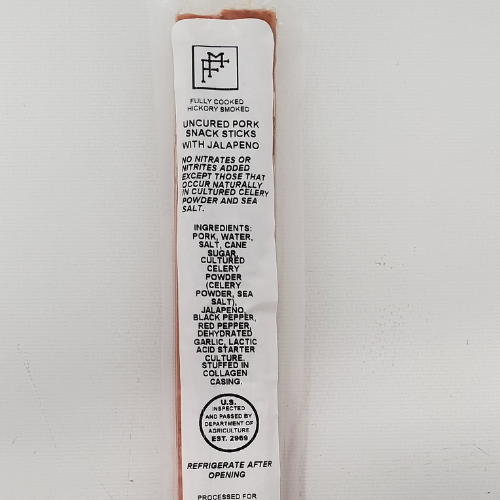 FMF
FULLY COOKED
HICKORY SMOKED
UNCURED PORK
SNACK STICKS
WITH JALAPENO
NO NITRATES OR
NITRITES ADDED
EXCEPT THOSE THAT
OCCUR NATURALLY
IN CULTURED CELERY
POWDER AND SEA
SALT.
INGREDIENTS:
PORK, WATER,
SALT, CANE
SUGAR,
CULTURED
CELERY
POWDER
(CELERY
POWDER, SEA
SALT),
JALAPENO,
BLACK PEPPER,
RED PEPPER,
DEHYDRATED
GARLIC, LACTIC
ACID STARTER
CULTURE.
STUFFED IN
COLLAGEN
CASING.
U.S.
INSPECTED
AND PASSED BY
DEPARTMENT OF
AGRICULTURE
EST. 2969
REFRIGERATE AFTER
OPENING
PROCESSED FOR